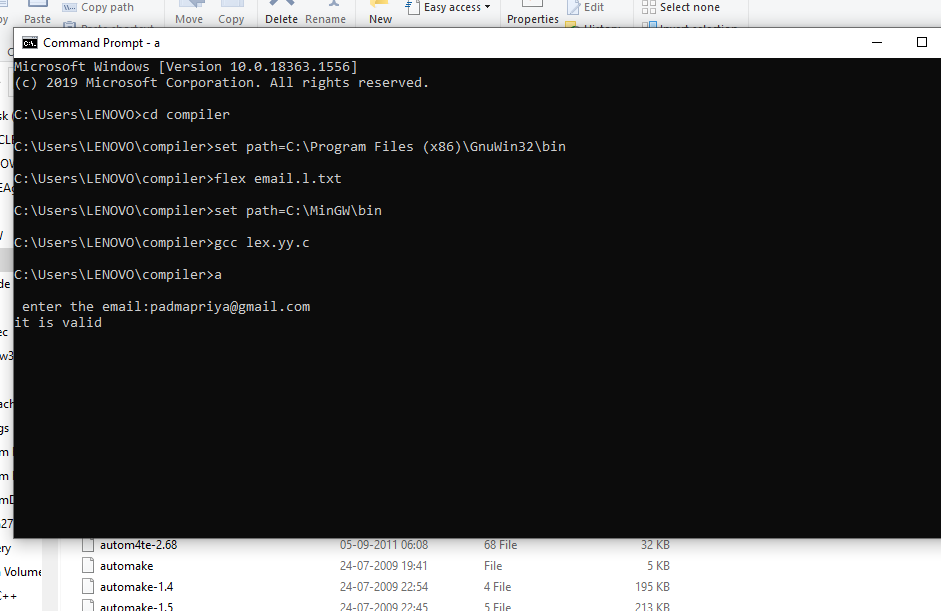 Copy path
Paste
Move
Copy
Delete
Rename
New
Easy access
Properties
Edit
Select none
Command Prompt - a
Microsoft Windows [Version 10.0.18363.1556]
(c) 2019 Microsoft Corporation. All rights reserved.
C:\Users\LENOVO>cd compiler
C:\Users\LENOVO\compiler>set path=C:\Program Files (x86)\GnuWin32\bin
C:\Users\LENOVO\compiler>flex email.l.txt
C:\Users\LENOVO\compiler>set path=C:\MinGW\bin
C:\Users\LENOVO\compiler>gcc lex.yy.c
C:\Users\LENOVO\compiler>a
enter the email:padmapriya@gmail.com
it is valid
autom4te-2.68 05-09-2011 06:08 68 File 32 KB
automake 24-07-2009 19:41 File 5 KB
automake-1.4 24-07-2009 22:54 4 File 195 KB
automake-1.5 24-07-2009 22:45 5 File 213 KB
Volume